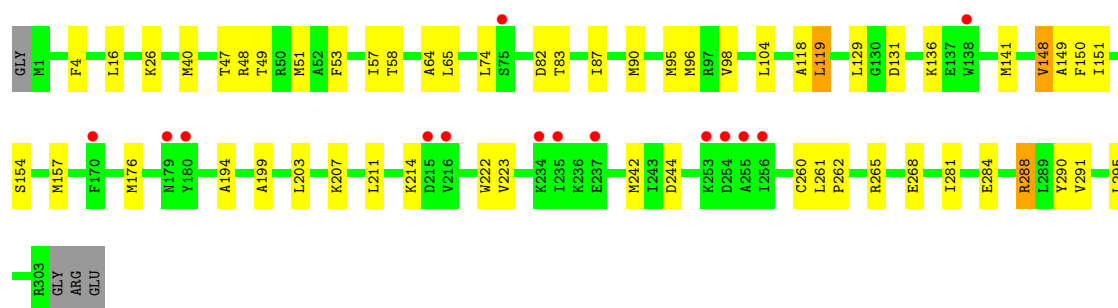 GLY M1 F4 L16 K26 M40 T47 R48 T49 R50 M51 A52 F53 I57 T58 A64 L65 L74 S75 D82 T83 I87 M90 M95 M96 R97 V98 L104 A118 L119 L129 G130 D131 K136 E137 W138 M141 V148 A149 F150 I151
S154 M157 F170 M176 N179 Y180 A194 A199 L203 K207 L211 K214 D215 V216 W222 V223 K234 I235 K236 E237 M242 I243 D244 K253 D254 A255 I256 C260 L261 P262 R265 E268 I281 E284 R288 L289 Y290 V291 L295
R303 GLY ARG GLU